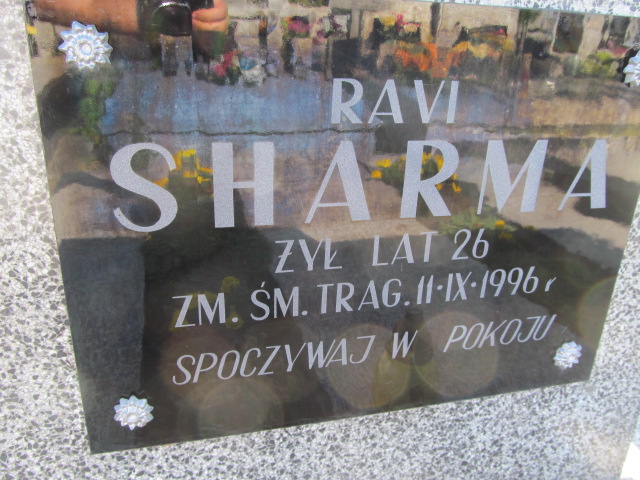 RAVI
SHARMA
ŻYŁ LAT 26
ZM. ŚM. TRAG. 11·IX·1996 r
SPOCZYWAJ W POKOJU